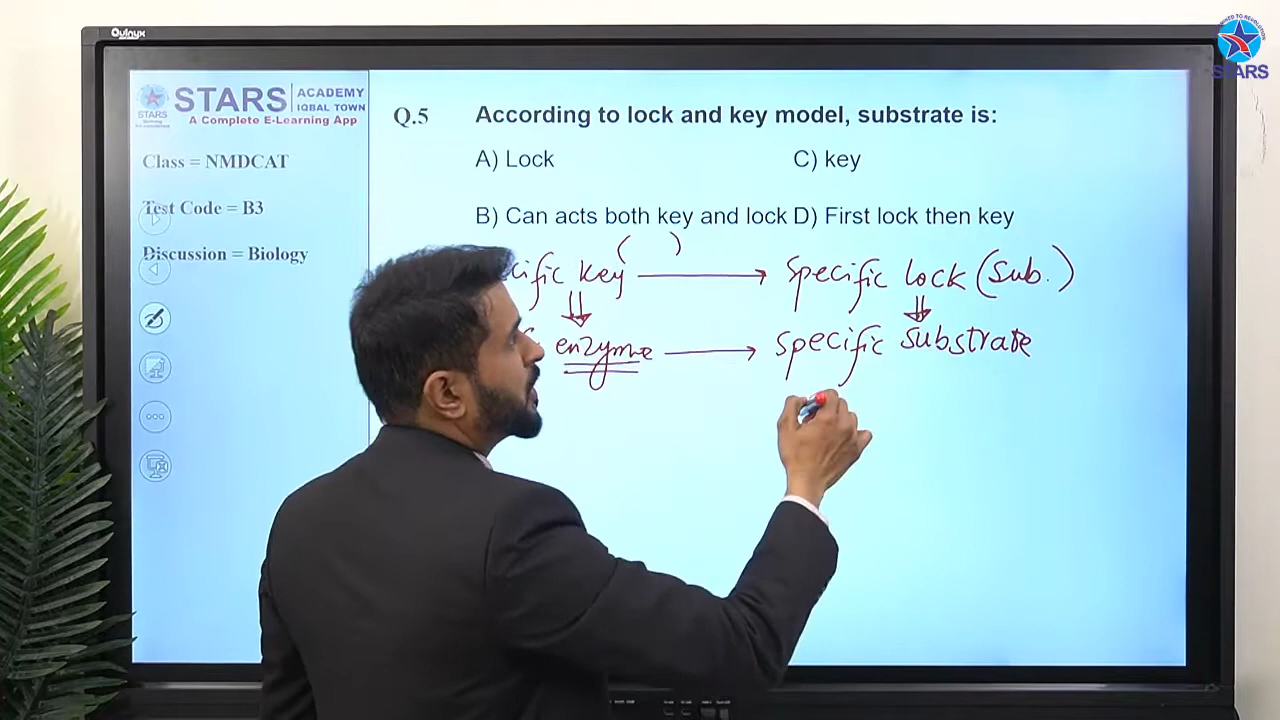 Qulnyx
STARS
STARS ACADEMY
IQBAL TOWN
A Complete E-Learning App
STARS
Class = NMDCAT
Test Code = B3
Discussion = Biology
Q.5 According to lock and key model, substrate is:
A) Lock C) key
B) Can acts both key and lock D) First lock then key
( )
key → Specific lock (Sub.)
enzyme → Specific substrate